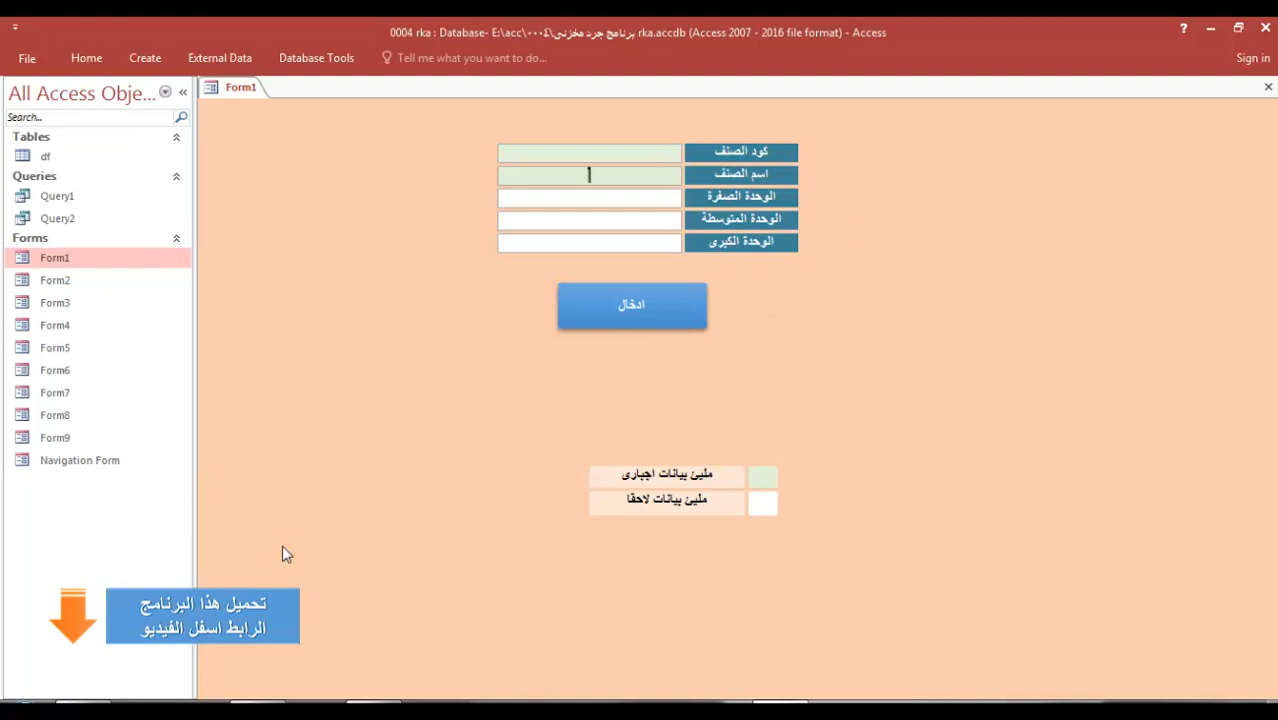 0004 rka : Database- E:\acc\٠٠٠٤\برنامج جرد مخزنى rka.accdb (Access 2007 - 2016 file format) - Access
File
Home
Create
External Data
Database Tools
Tell me what you want to do...
Sign in
All Access Obje...
Form1
Search...
Tables
df
Queries
Query1
Query2
Forms
Form1
Form2
Form3
Form4
Form5
Form6
Form7
Form8
Form9
Navigation Form
كود الصنف
اسم الصنف
الوحدة الصغرة
الوحدة المتوسطة
الوحدة الكبرى
ادخال
مليئ بيانات اجبارى
مليئ بيانات لاحقا
تحميل هذا البرنامج
الرابط اسفل الفيديو